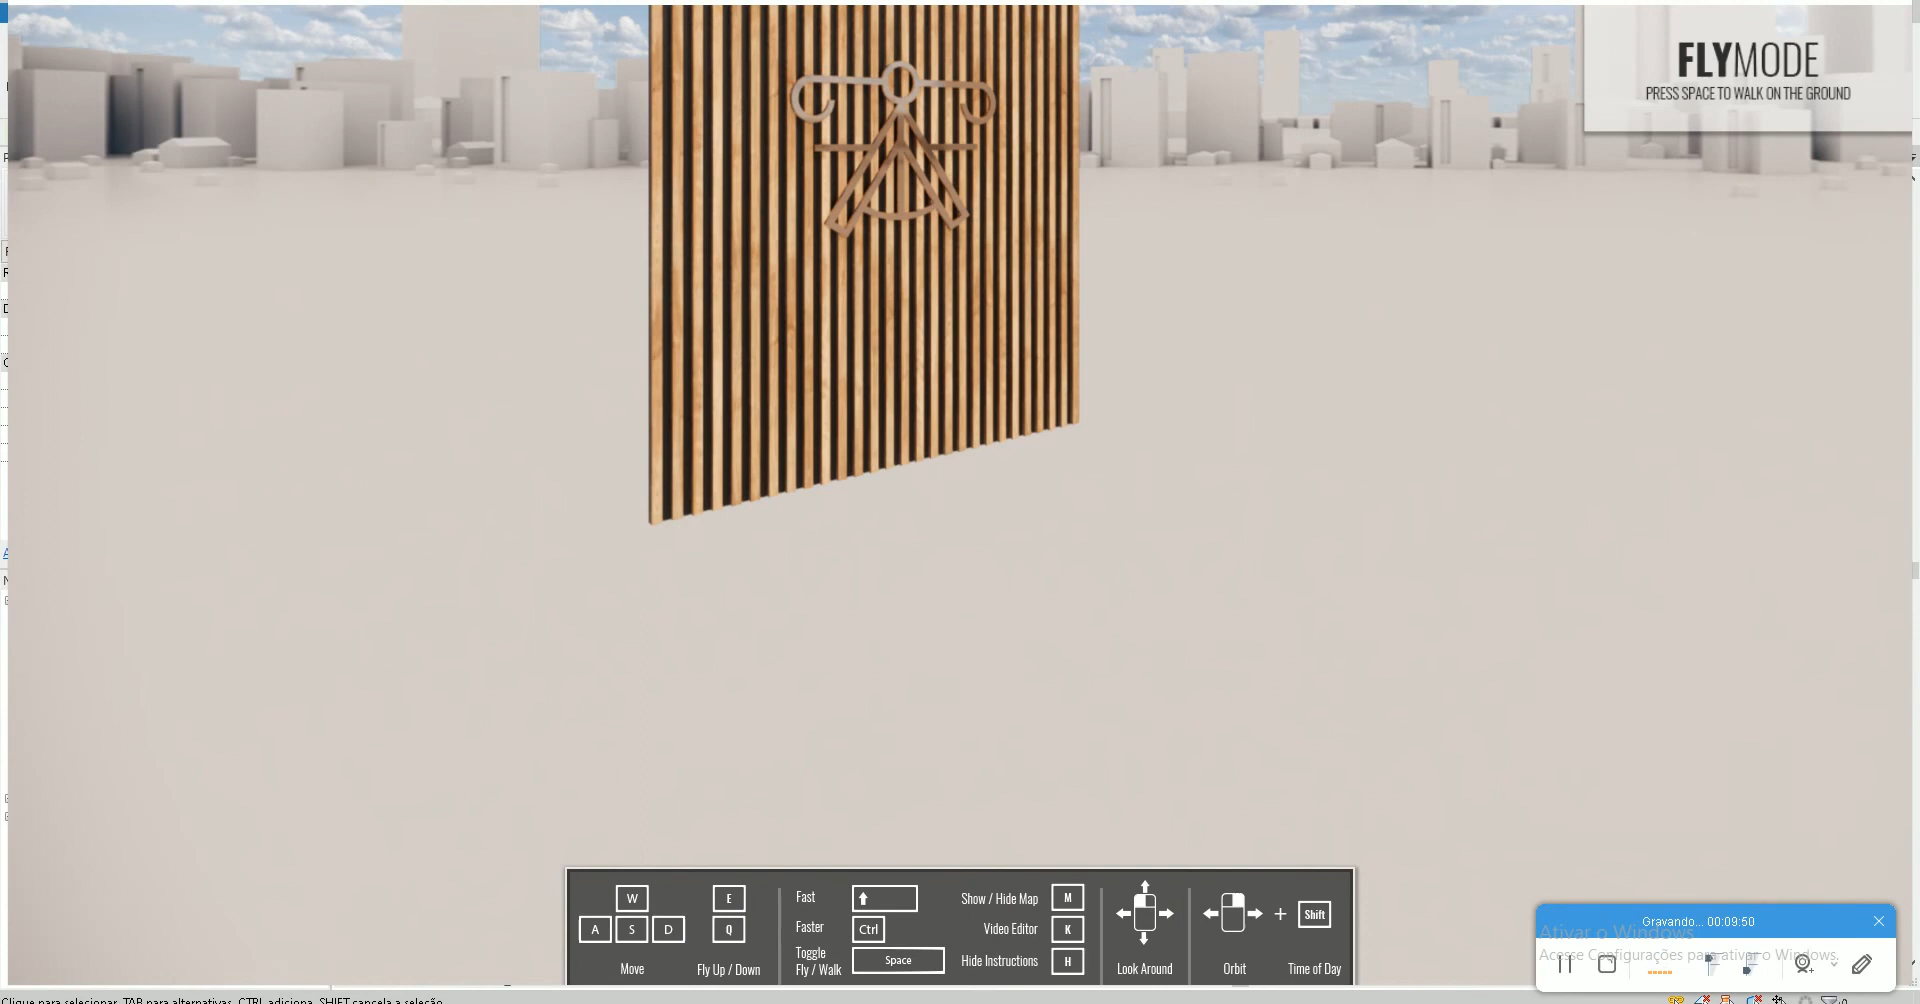 FLYMODE
PRESS SPACE TO WALK ON THE GROUND
W
A S D
Move
E
Q
Fly Up / Down
Fast
Faster
Ctrl
Toggle
Fly / Walk
Space
Show / Hide Map
M
Video Editor
K
Hide Instructions
H
Look Around
Orbit
+
Shift
Time of Day
Gravando... 00:09:50
Ativar o Windows
Acesse Configurações para ativar o Windows.
Clique para selecionar, TAB para alternativas, CTRL adiciona, SHIFT cancela a seleção.